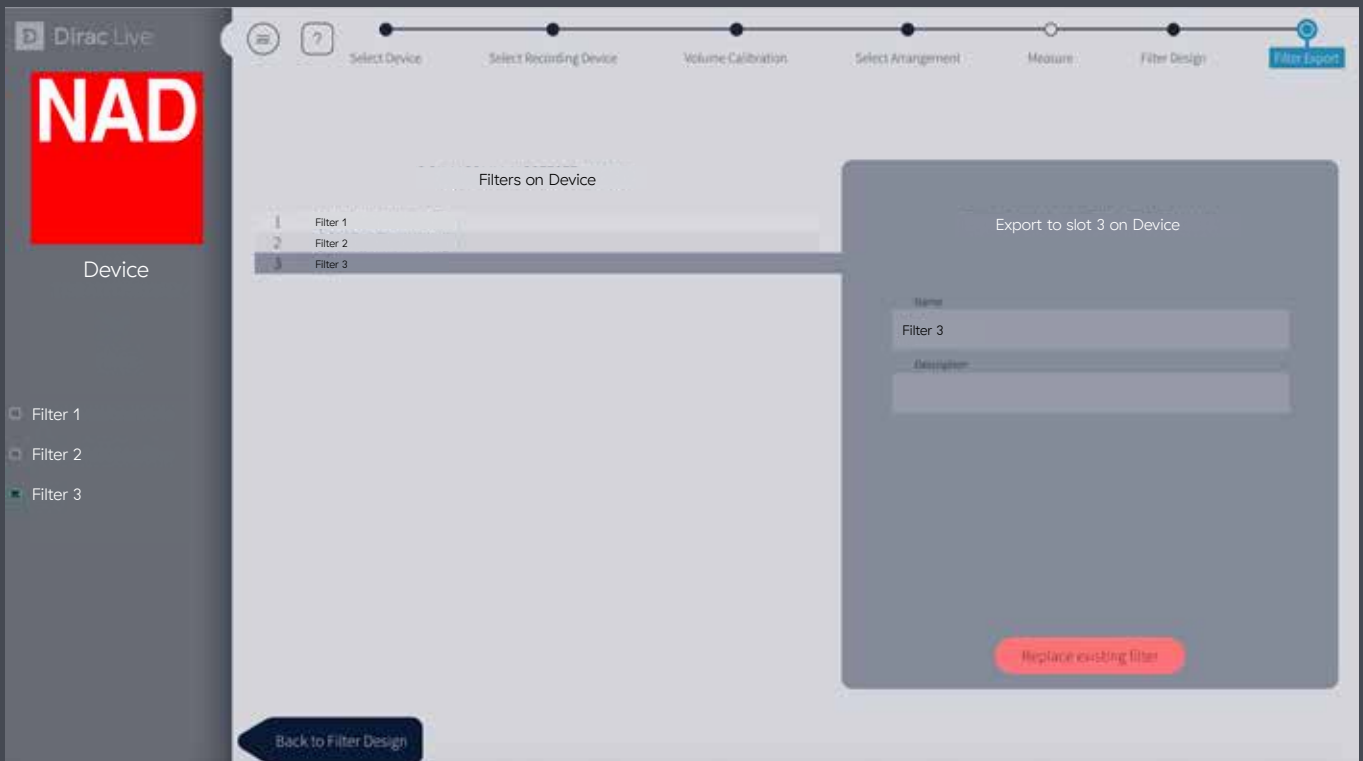 Dirac Live
NAD
Device
Filter 1
Filter 2
Filter 3
?
Select Device
Select Recording Device
Volume Calibration
Select Arrangement
Measure
Filter Design
Filter Export
Filters on Device
1 Filter 1
2 Filter 2
3 Filter 3
Export to slot 3 on Device
Name
Filter 3
Description
Replace existing filter
Back to Filter Design